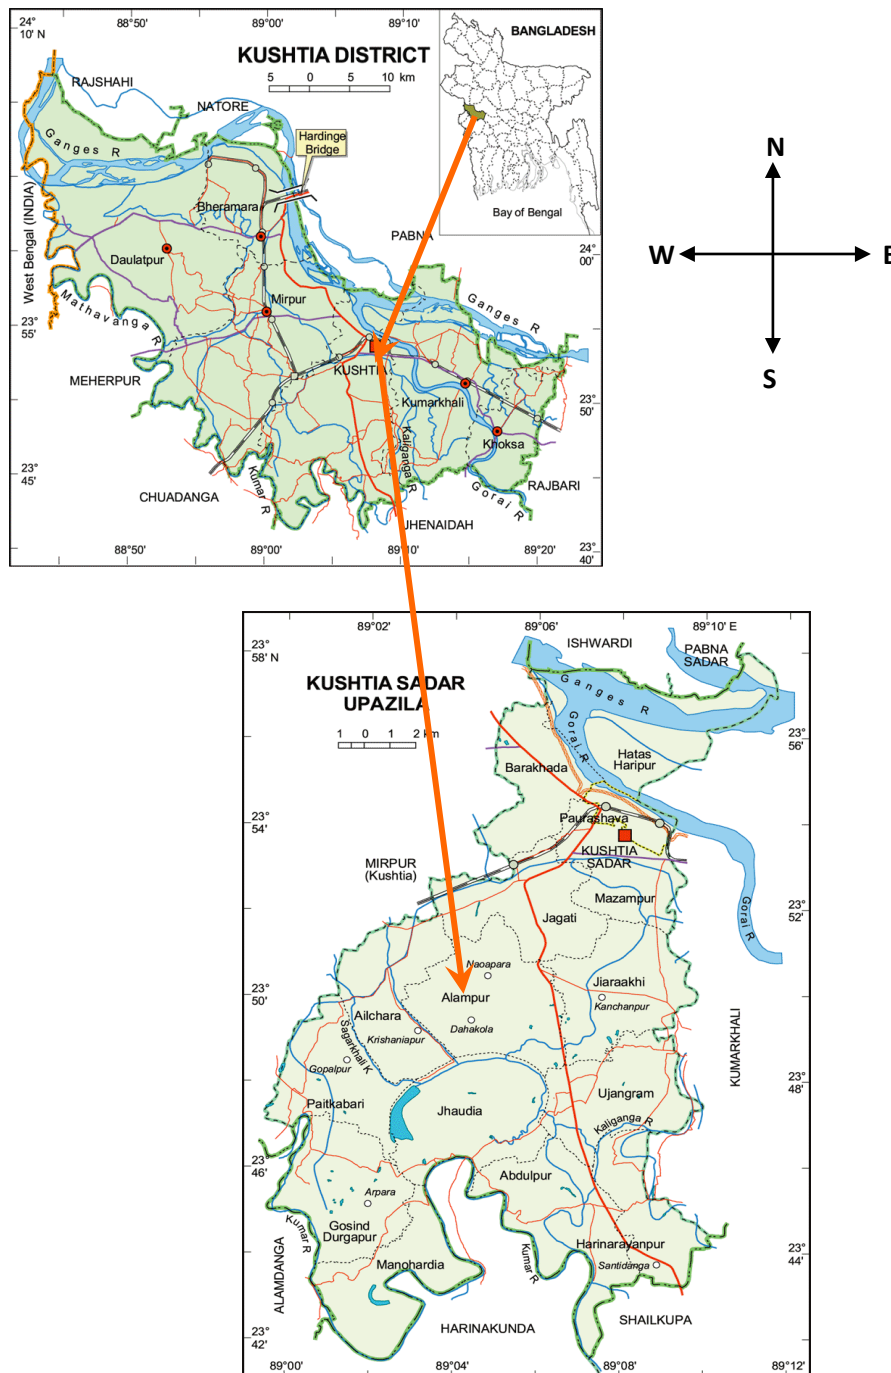 24°
10' N
88°50'
89°00'
89°10'
KUSHTIA DISTRICT
5 0 5 10 km
BANGLADESH
Bay of Bengal
RAJSHAHI
NATORE
Ganges R
Hardinge
Bridge
West Bengal (INDIA)
Bheramara
PABNA
24°
00'
Daulatpur
Mathavanga R
Mirpur
Ganges R
23°
55'
MEHERPUR
KUSHTIA
Kumarkhali
23°
50'
Khoksa
Kaliganga R
23°
45'
CHUADANGA
Kumar R
Gorai R
RAJBARI
JHENAIDAH
88°50'
89°00'
89°10'
89°20'
23°
40'
N
W
E
S
89°02'
89°06'
89°10' E
23°
58' N
ISHWARDI
PABNA
SADAR
KUSHTIA SADAR
UPAZILA
1 0 2 km
Ganges R
Gorai R
23°
56'
Hatas
Haripur
Barakhada
23°
54'
Paurashava
KUSHTIA
SADAR
MIRPUR
(Kushtia)
Mazampur
23°
52'
Jagati
Gorai R
Naoapara
23°
50'
Alampur
Jiaraakhi
Kanchanpur
Ailchara
Dahakola
Krishaniapur
Sagarkhali K
Gopalpur
KUMARKHALI
23°
48'
Ujangram
Paitkabari
Jhaudia
Kaliganga R
23°
46'
Abdulpur
Arpara
Gosind
Durgapur
Kumar R
Harinarayanpur
Kumar R
Santidanga
23°
44'
Manohardia
ALAMDANGA
23°
42'
HARINAKUNDA
SHAILKUPA
89°00'
89°04'
89°08'
89°12'